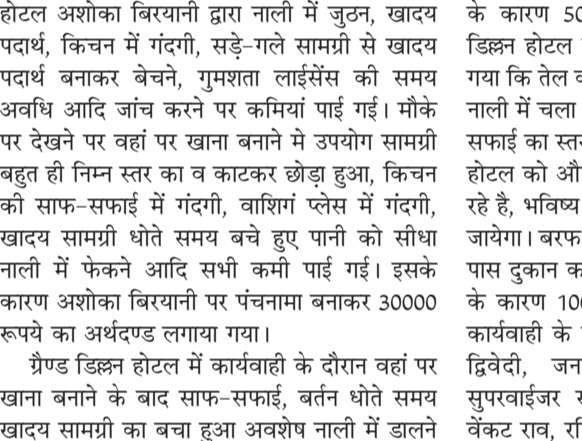 होटल अशोका बिरयानी द्वारा नाली में जुठन, खादय
पदार्थ, किचन में गंदगी, सड़े-गले सामग्री से खादय
पदार्थ बनाकर बेचने, गुमशता लाईसेंस की समय
अवधि आदि जांच करने पर कमियां पाई गई। मौके
पर देखने पर वहां पर खाना बनाने मे उपयोग सामग्री
बहुत ही निम्न स्तर का व काटकर छोड़ा हुआ, किचन
की साफ-सफाई में गंदगी, वाशिगं प्लेस में गंदगी,
खादय सामग्री धोते समय बचे हुए पानी को सीधा
नाली में फेकने आदि सभी कमी पाई गई। इसके
कारण अशोका बिरयानी पर पंचनामा बनाकर 30000
रूपये का अर्थदण्ड लगाया गया।
ग्रैण्ड डिल्लन होटल में कार्यवाही के दौरान वहां पर
खाना बनाने के बाद साफ-सफाई, बर्तन धोते समय
खादय सामग्री का बचा हुआ अवशेष नाली में डालने
के कारण
डिल्लन होटल
गया कि तेल
नाली में चला
सफाई का
होटल को
रहे है, भविष्य
जायेगा। बरफ
पास दुकान
के कारण
कार्यवाही के
द्विवेदी,
सुपरवाईजर
वेंकट राव,